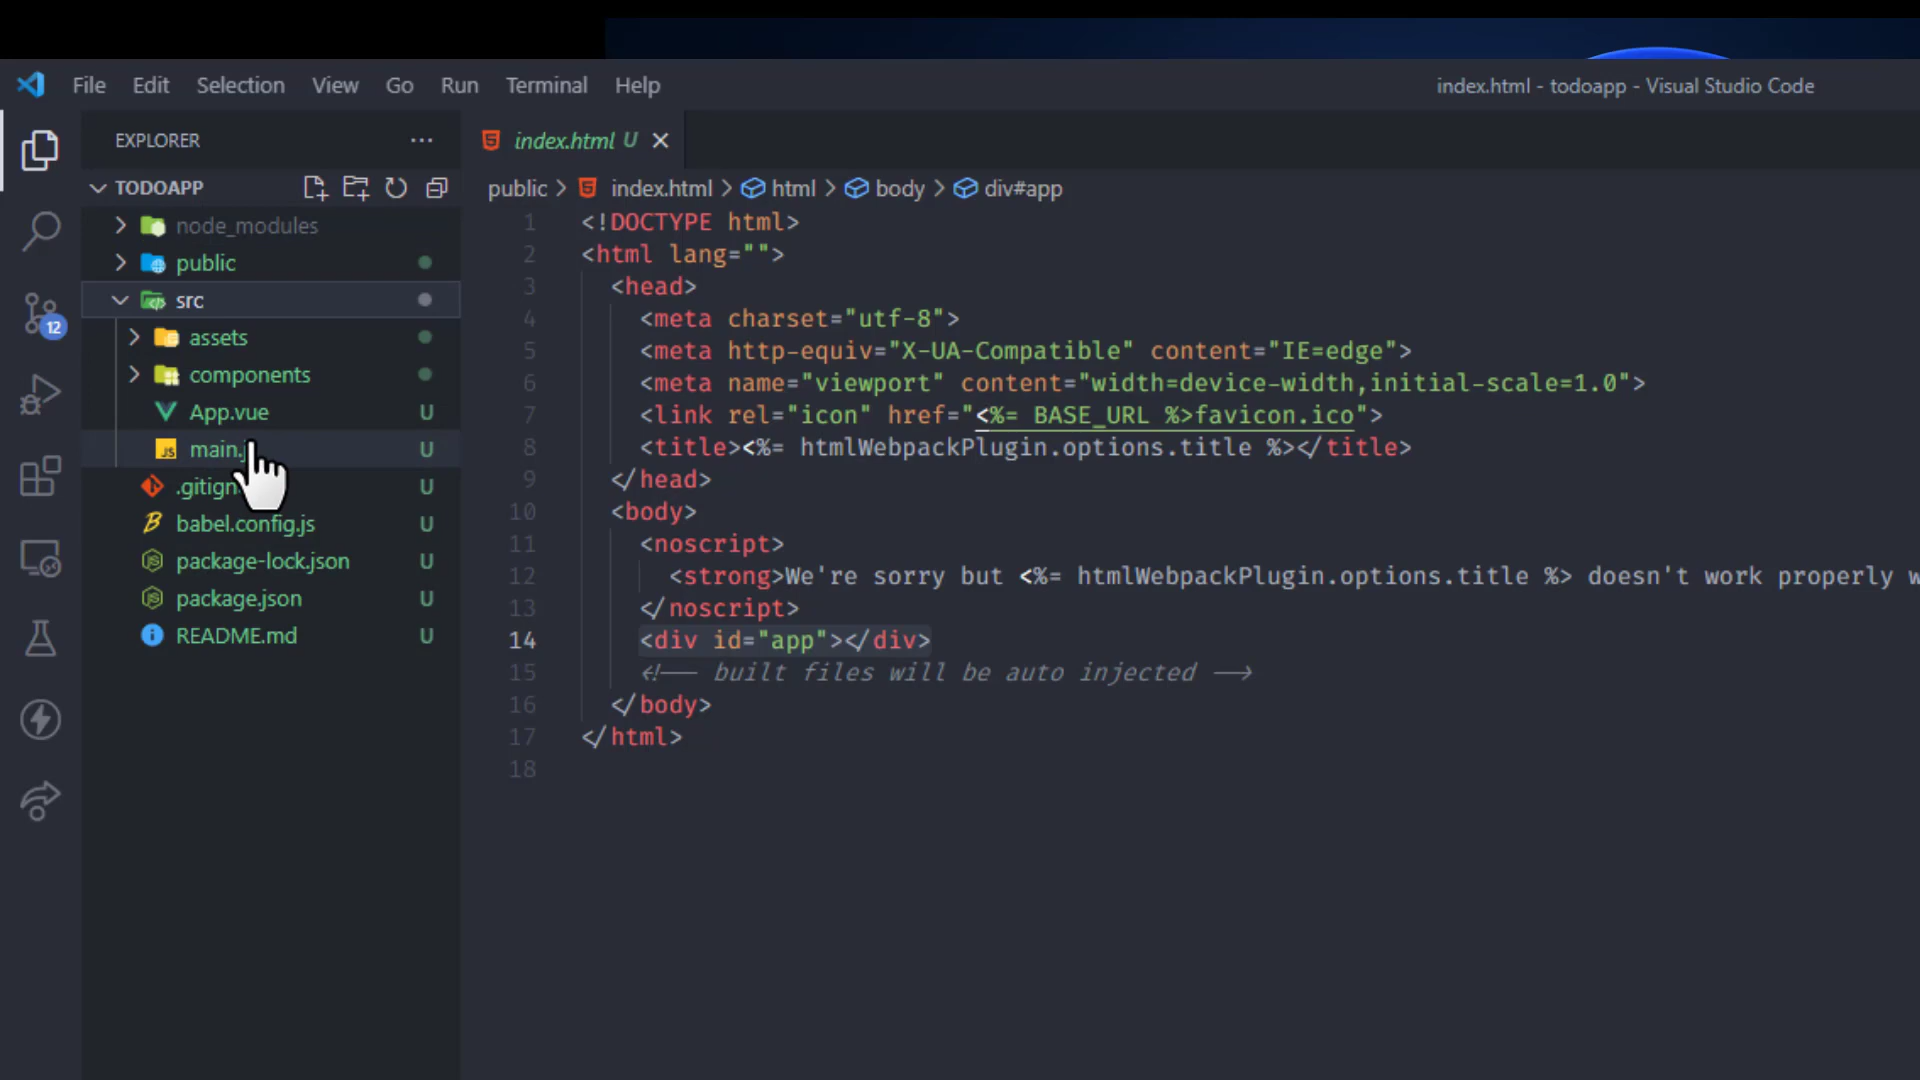 File Edit Selection View Go Run Terminal Help
index.html - todoapp - Visual Studio Code
EXPLORER
TODOAPP
node_modules
public
src
assets
components
App.vue U
main.j U
.gitign U
babel.config.js U
package-lock.json U
package.json U
README.md U
12
index.html U
public > index.html > html > body > div#app
1 <!DOCTYPE html>
2 <html lang="">
3 <head>
4 <meta charset="utf-8">
5 <meta http-equiv="X-UA-Compatible" content="IE=edge">
6 <meta name="viewport" content="width=device-width,initial-scale=1.0">
7 <link rel="icon" href="<%= BASE_URL %>favicon.ico">
8 <title><%= htmlWebpackPlugin.options.title %></title>
9 </head>
10 <body>
11 <noscript>
12 <strong>We're sorry but <%= htmlWebpackPlugin.options.title %> doesn't work properly
13 </noscript>
14 <div id="app"></div>
15 <!-- built files will be auto injected -->
16 </body>
17 </html>
18